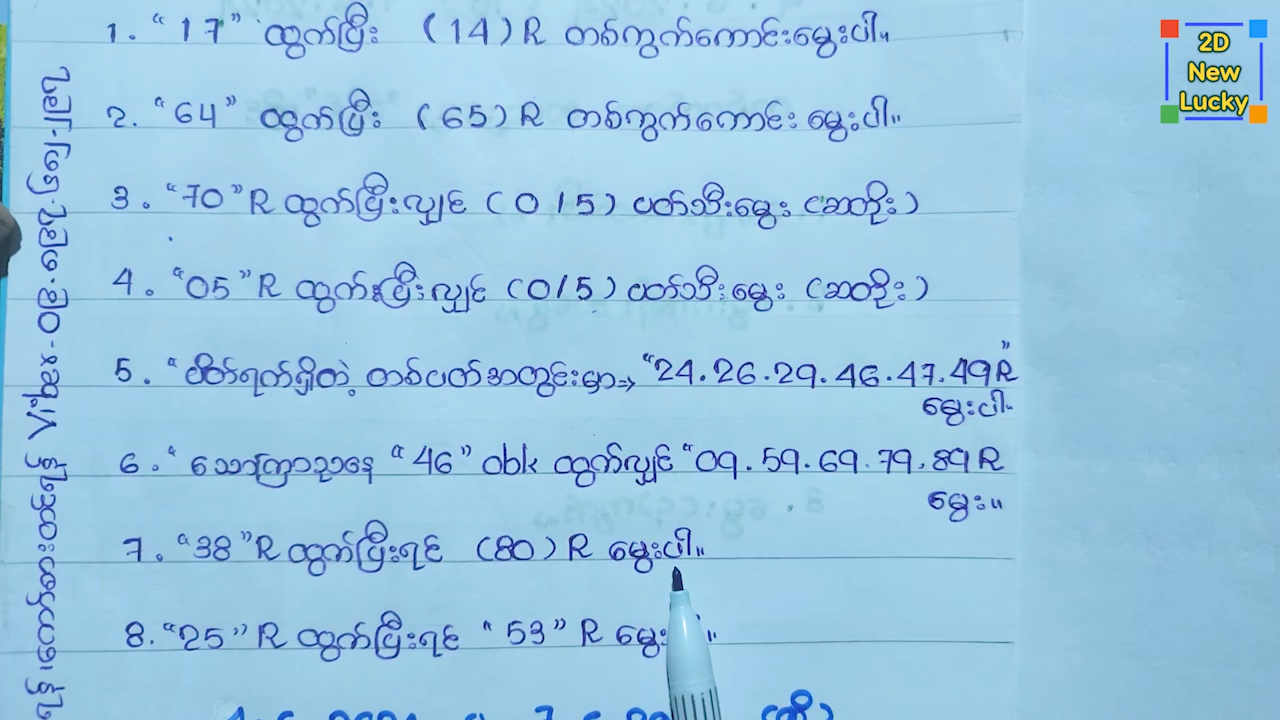 1. “17” ထွက်ပြီး (14)R တစ်ကွက်ကောင်းမွေးပါ။
2. “64” ထွက်ပြီး (65)R တစ်ကွက်ကောင်း မွေးပါ။
3. “70”R ထွက်ပြီးလျှင် (0/5) ပတ်သီးမွေး (ဆတိုး)
4. “05”R ထွက်ပြီးလျှင် (0/5) ပတ်သီးမွေး (ဆတိုး)
5. “ပိတ်ရက်ရှိတဲ့ တစ်ပတ်အတွင်းမှာ⇒ “24.26.29.46.47.49R”
မွေးပါ။
6. “သောကြာညနေ “46” obk ထွက်လျှင် “09.59.69.79.89R
မွေး။
7. “38”R ထွက်ပြီးရင် (80)R မွေးပါ။
8. “25”R ထွက်ပြီးရင် “53”R မွေး
2D
New
Lucky